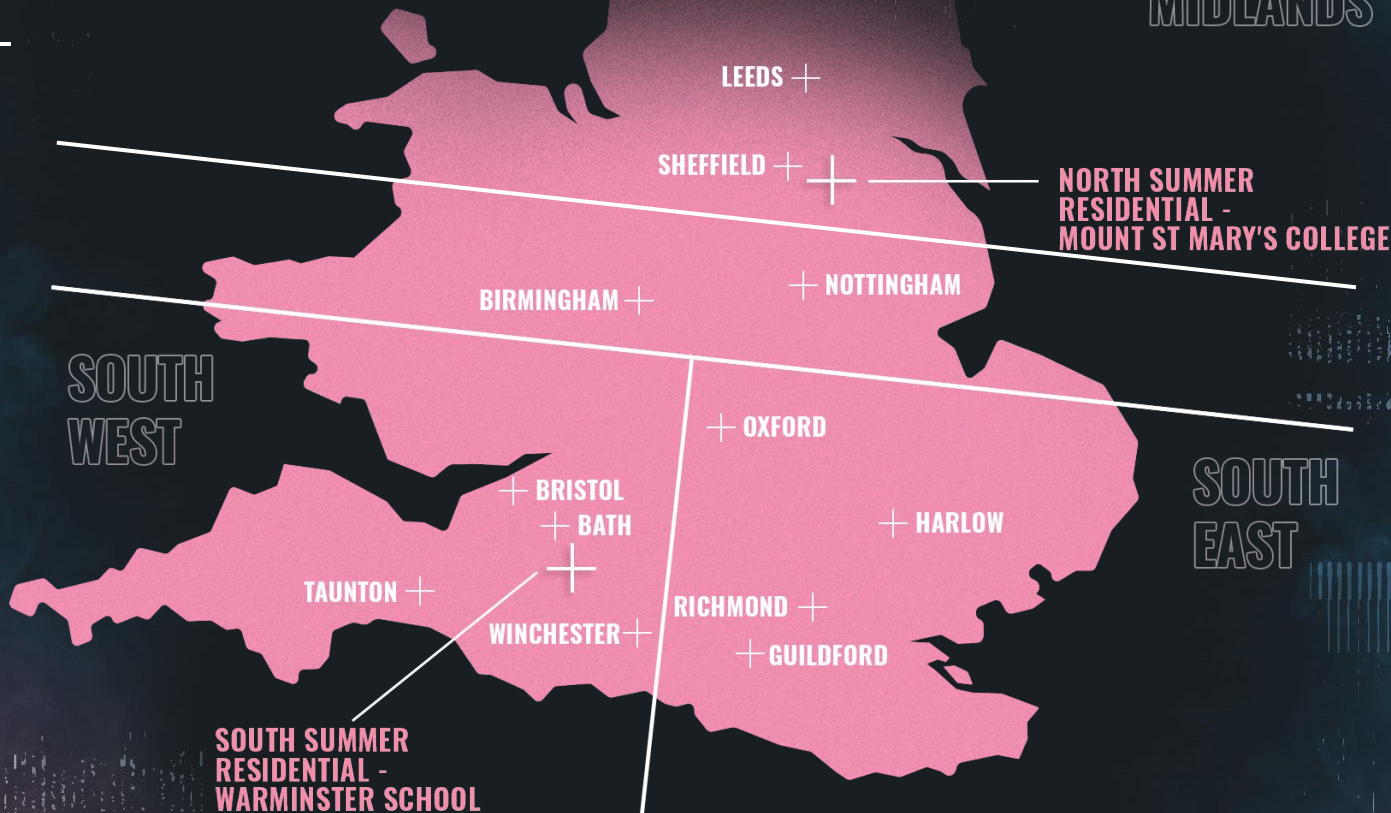 MIDLANDS
LEEDS
SHEFFIELD
NORTH SUMMER
RESIDENTIAL -
MOUNT ST MARY'S COLLEGE
NOTTINGHAM
BIRMINGHAM
SOUTH
WEST
OXFORD
SOUTH
EAST
BRISTOL
BATH
HARLOW
TAUNTON
RICHMOND
WINCHESTER
GUILDFORD
SOUTH SUMMER
RESIDENTIAL -
WARMINSTER SCHOOL